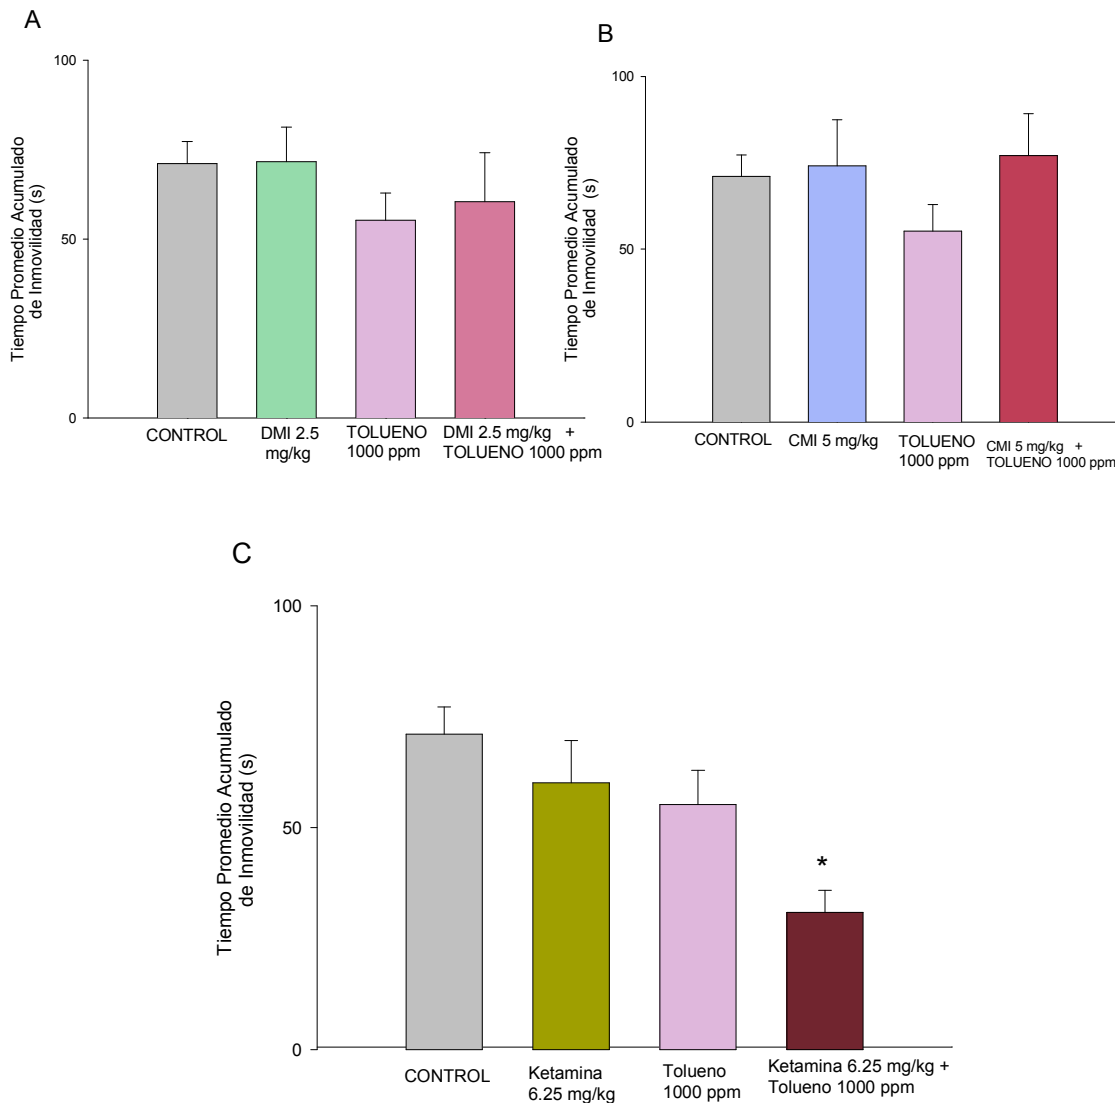 A
100
50
0
Tiempo Promedio Acumulado
de Inmovilidad (s)
CONTROL
DMI 2.5
mg/kg
TOLUENO
1000 ppm
DMI 2.5 mg/kg +
TOLUENO 1000 ppm
B
100
50
0
Tiempo Promedio Acumulado
de Inmovilidad (s)
CONTROL
CMI 5 mg/kg
TOLUENO
1000 ppm
CMI 5 mg/kg +
TOLUENO 1000 ppm
C
100
50
0
Tiempo Promedio Acumulado
de Inmovilidad (s)
*
CONTROL
Ketamina
6.25 mg/kg
Tolueno
1000 ppm
Ketamina 6.25 mg/kg +
Tolueno 1000 ppm